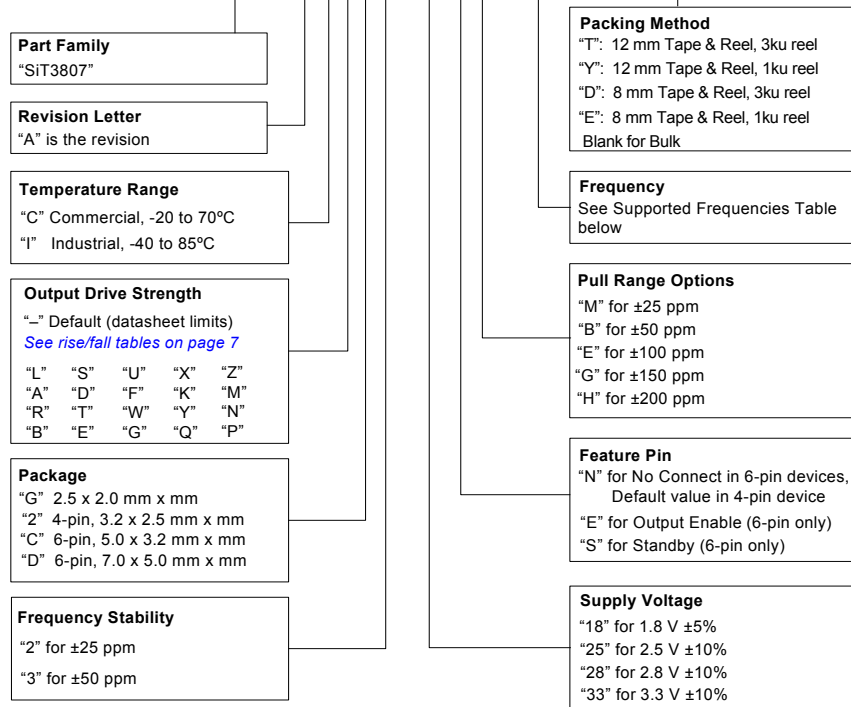 Part Family
“SiT3807”
Revision Letter
“A” is the revision
Temperature Range
“C” Commercial, -20 to 70ºC
“I” Industrial, -40 to 85ºC
Output Drive Strength
“–” Default (datasheet limits)
See rise/fall tables on page 7
“L” “S” “U” “X” “Z”
“A” “D” “F” “K” “M”
“R” “T” “W” “Y” “N”
“B” “E” “G” “Q” “P”
Package
“G” 2.5 x 2.0 mm x mm
“2” 4-pin, 3.2 x 2.5 mm x mm
“C” 6-pin, 5.0 x 3.2 mm x mm
“D” 6-pin, 7.0 x 5.0 mm x mm
Frequency Stability
“2” for ±25 ppm
“3” for ±50 ppm
Packing Method
“T”: 12 mm Tape & Reel, 3ku reel
“Y”: 12 mm Tape & Reel, 1ku reel
“D”: 8 mm Tape & Reel, 3ku reel
“E”: 8 mm Tape & Reel, 1ku reel
Blank for Bulk
Frequency
See Supported Frequencies Table
below
Pull Range Options
“M” for ±25 ppm
“B” for ±50 ppm
“E” for ±100 ppm
“G” for ±150 ppm
“H” for ±200 ppm
Feature Pin
“N” for No Connect in 6-pin devices,
Default value in 4-pin device
“E” for Output Enable (6-pin only)
“S” for Standby (6-pin only)
Supply Voltage
“18” for 1.8 V ±5%
“25” for 2.5 V ±10%
“28” for 2.8 V ±10%
“33” for 3.3 V ±10%